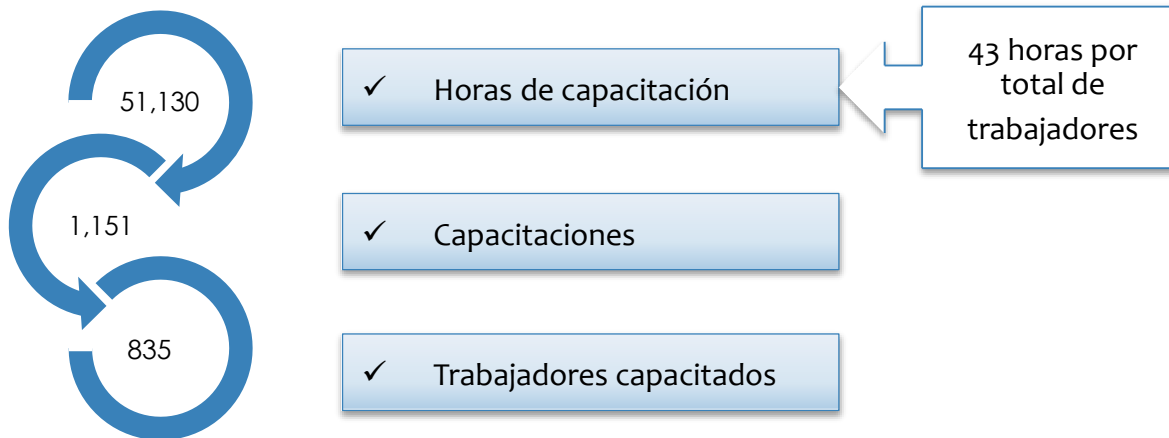 51,130
✓ Horas de capacitación
43 horas por
total de
trabajadores
1,151
✓ Capacitaciones
835
✓ Trabajadores capacitados